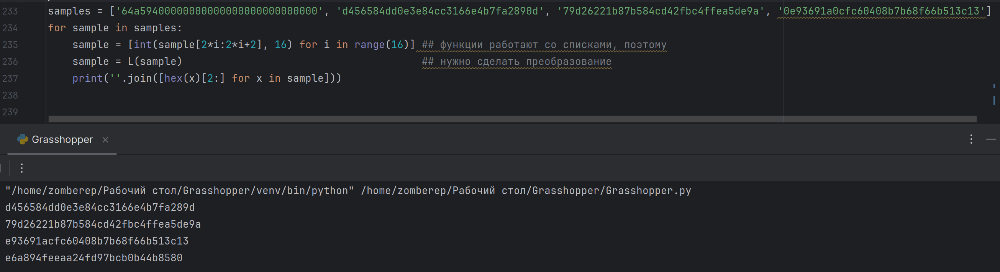 233 samples = ['64a59400000000000000000000000000', 'd456584dd0e3e84cc3166e4b7fa2890d', '79d26221b87b584cd42fbc4ffea5de9a', '0e93691a0cfc60408b7b68f66b513c13']
234 for sample in samples:
235     sample = [int(sample[2*i:2*i+2], 16) for i in range(16)] ## функции работают со списками, поэтому
236     sample = L(sample)                                       ## нужно сделать преобразование
237     print(''.join([hex(x)[2:] for x in sample]))
238
239
Grasshopper
"/home/zomberep/Рабочий стол/Grasshopper/venv/bin/python" /home/zomberep/Рабочий стол/Grasshopper/Grasshopper.py
d456584dd0e3e84cc3166e4b7fa289d
79d26221b87b584cd42fbc4ffea5de9a
e93691acfc60408b7b68f66b513c13
e6a894feeaa24fd97bcb0b44b8580